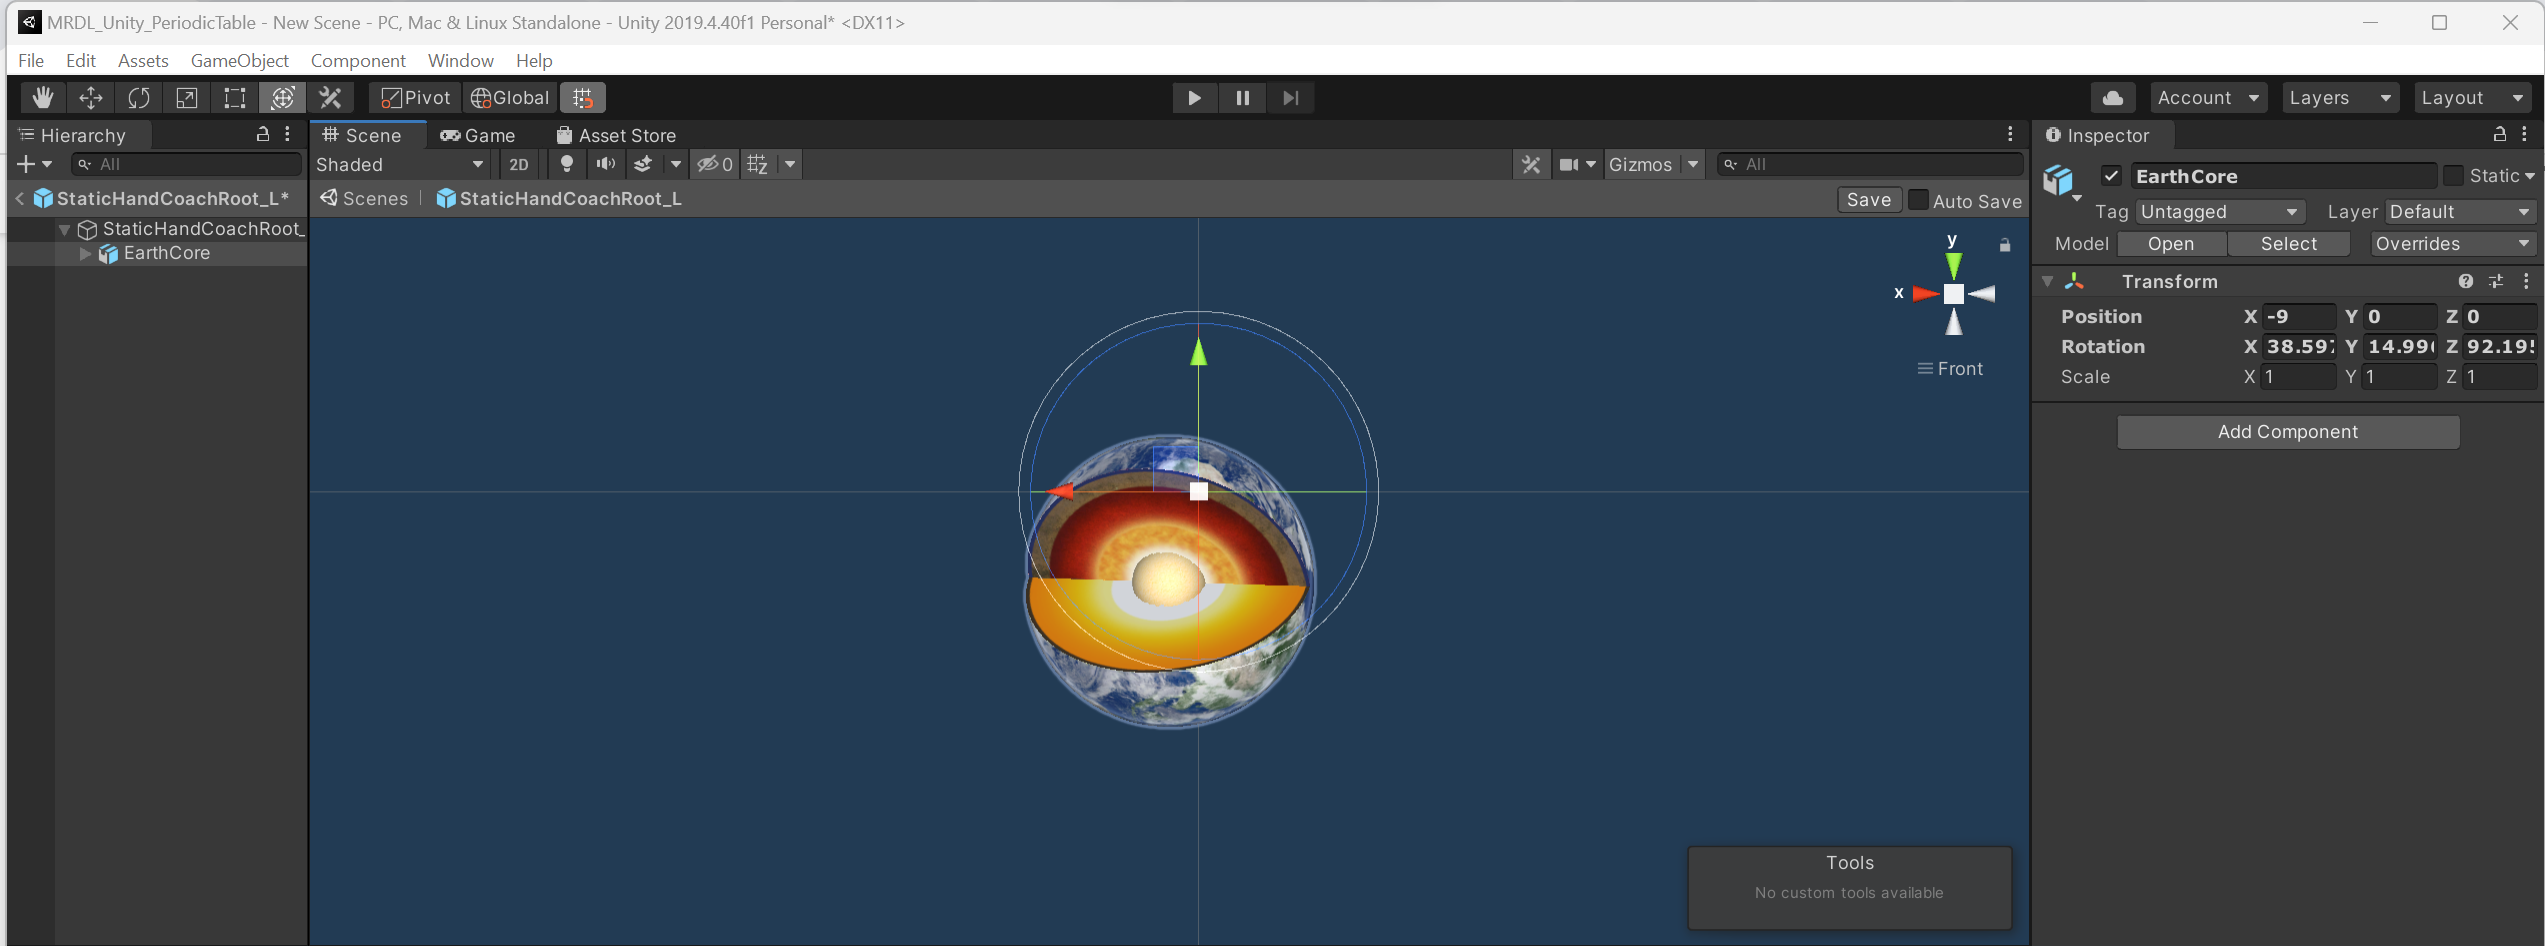 MRDL_Unity_PeriodicTable - New Scene - PC, Mac & Linux Standalone - Unity 2019.4.40f1 Personal* <DX11>
File Edit Assets GameObject Component Window Help
Pivot Global Account Layers Layout
Hierarchy
All
StaticHandCoachRoot_L*
StaticHandCoachRoot_
EarthCore
Scene Game Asset Store
Shaded 2D 0 Gizmos All
Scenes StaticHandCoachRoot_L Save Auto Save
y
x
Front
Tools
No custom tools available
Inspector
EarthCore Static
Tag Untagged Layer Default
Model Open Select Overrides
Transform
Position X -9 Y 0 Z 0
Rotation X 38.597 Y 14.99 Z 92.195
Scale X 1 Y 1 Z 1
Add Component